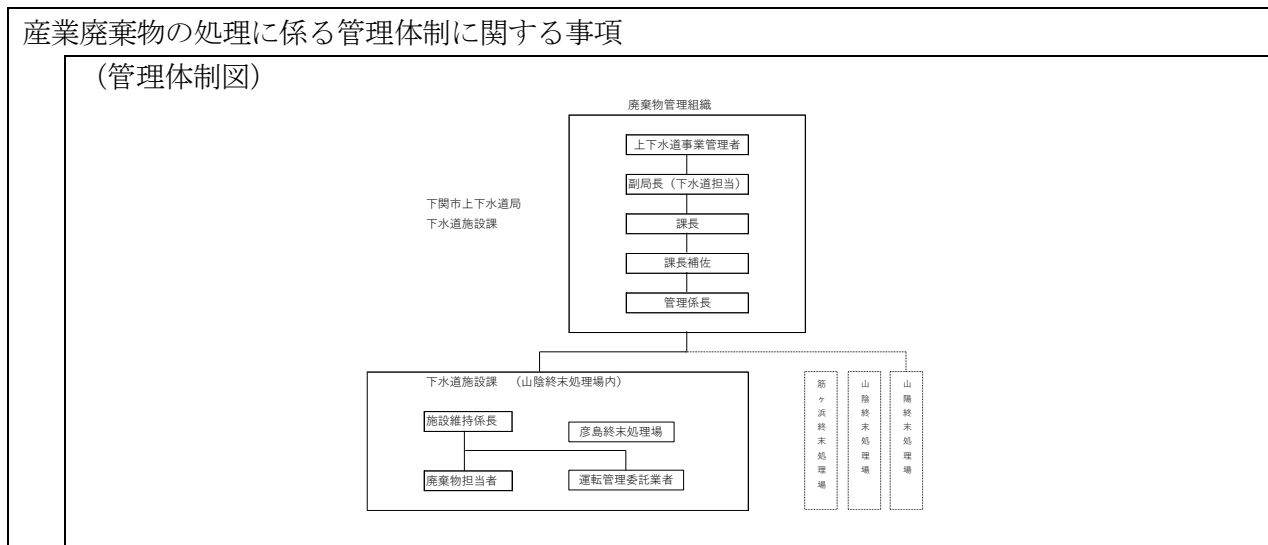 産業廃棄物の処理に係る管理体制に関する事項
（管理体制図）
廃棄物管理組織
上下水道事業管理者
副局長（下水道担当）
下関市上下水道局
下水道施設課
課長
課長補佐
管理係長
下水道施設課　（山陰終末処理場内）
施設維持係長
彦島終末処理場
廃棄物担当者
運転管理委託業者
筋ヶ浜終末処理場
山陰終末処理場
山陽終末処理場